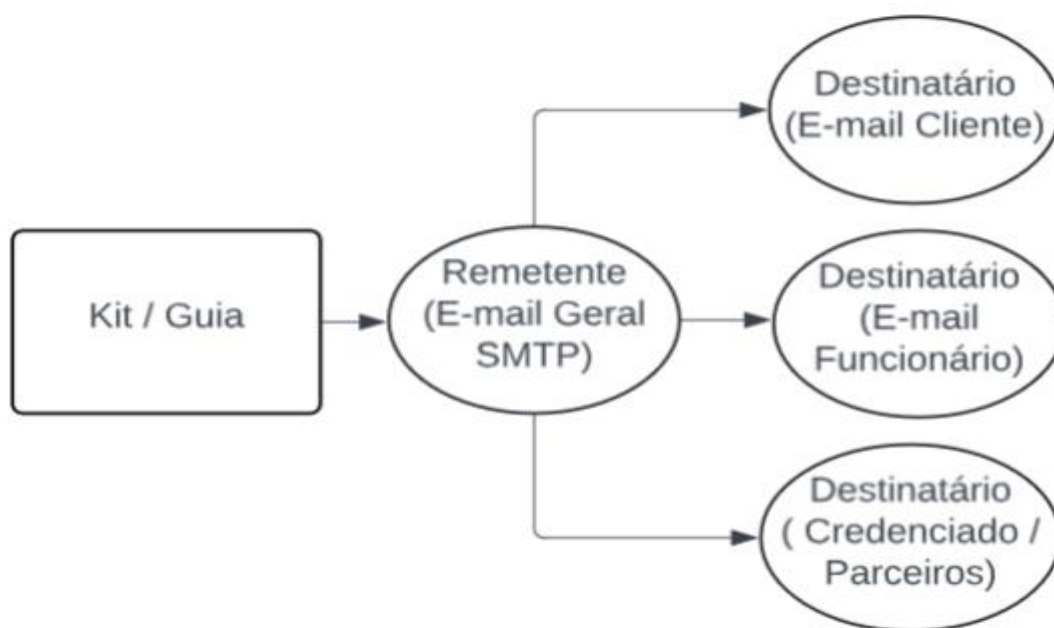 Kit / Guia
Remetente
(E-mail Geral
SMTP)
Destinatário
(E-mail Cliente)
Destinatário
(E-mail
Funcionário)
Destinatário
( Credenciado /
Parceiros)